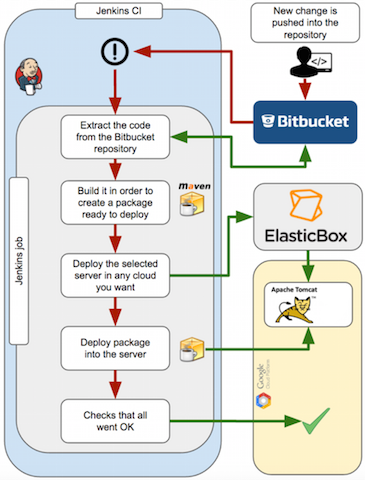 Jenkins CI
New change is
pushed into the
repository
</>
Bitbucket
Extract the code
from the Bitbucket
repository
Build it in order to
create a package
ready to deploy
maven
ElasticBox
Deploy the selected
server in any cloud
you want
Apache Tomcat
Deploy package
into the server
Google
Checks that all
went OK
Jenkins job